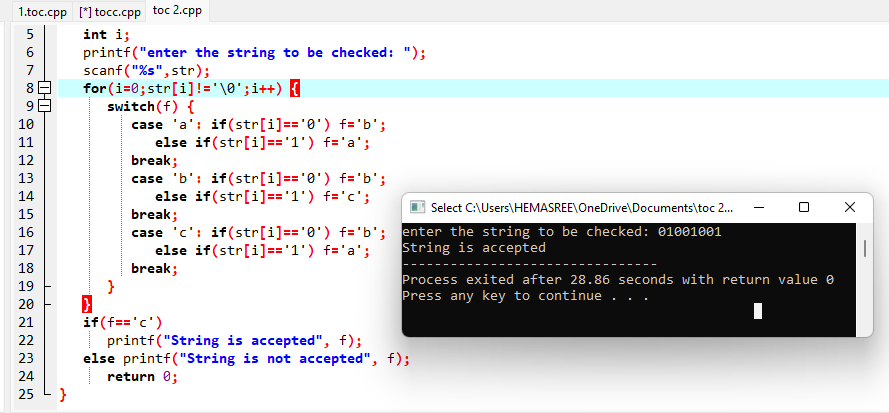 1.toc.cpp [*] tocc.cpp toc 2.cpp
5 int i;
6 printf("enter the string to be checked: ");
7 scanf("%s",str);
8 for(i=0;str[i]!='\0';i++) {
9 switch(f) {
10 case 'a': if(str[i]=='0') f='b';
11 else if(str[i]=='1') f='a';
12 break;
13 case 'b': if(str[i]=='0') f='b';
14 else if(str[i]=='1') f='c';
15 break;
16 case 'c': if(str[i]=='0') f='b';
17 else if(str[i]=='1') f='a';
18 break;
19 }
20 }
21 if(f=='c')
22 printf("String is accepted", f);
23 else printf("String is not accepted", f);
24 return 0;
25 }
Select C:\Users\HEMASREE\OneDrive\Documents\toc 2...
enter the string to be checked: 01001001
String is accepted
--------------------------------
Process exited after 28.86 seconds with return value 0
Press any key to continue . . .